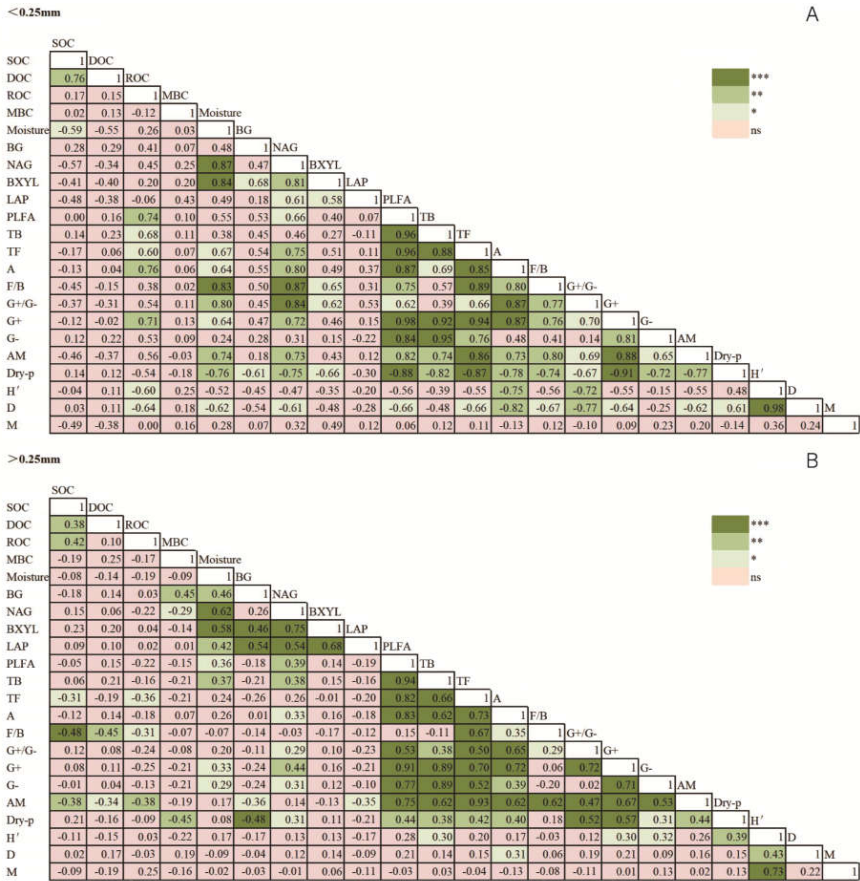 <0.25mm
A
SOC
SOC 1 DOC
DOC 0.76 1 ROC
ROC 0.17 0.15 1 MBC
MBC 0.02 0.13 -0.12 1 Moisture
Moisture -0.59 -0.55 0.26 0.03 1 BG
BG 0.28 0.29 0.41 0.07 0.48 1 NAG
NAG -0.57 -0.34 0.45 0.25 0.87 0.47 1 BXYL
BXYL -0.41 -0.40 0.20 0.20 0.84 0.68 0.81 1 LAP
LAP -0.48 -0.38 -0.06 0.43 0.49 0.18 0.61 0.58 1 PLFA
PLFA 0.00 0.16 0.74 0.10 0.55 0.53 0.66 0.40 0.07 1 TB
TB 0.14 0.23 0.68 0.11 0.38 0.45 0.46 0.27 -0.11 0.96 1 TF
TF -0.17 0.06 0.60 0.07 0.67 0.54 0.75 0.51 0.11 0.96 0.88 1 A
A -0.13 0.04 0.76 0.06 0.64 0.55 0.80 0.49 0.37 0.87 0.69 0.85 1 F/B
F/B -0.45 -0.15 0.38 0.02 0.83 0.50 0.87 0.65 0.31 0.75 0.57 0.89 0.80 1 G+/G-
G+/G- -0.37 -0.31 0.54 0.11 0.80 0.45 0.84 0.62 0.53 0.62 0.39 0.66 0.87 0.77 1 G+
G+ -0.12 -0.02 0.71 0.13 0.64 0.47 0.72 0.46 0.15 0.98 0.92 0.94 0.87 0.76 0.70 1 G-
G- 0.12 0.22 0.53 0.09 0.24 0.28 0.31 0.15 -0.22 0.84 0.95 0.76 0.48 0.41 0.14 0.81 1 AM
AM -0.46 -0.37 0.56 -0.03 0.74 0.18 0.73 0.43 0.12 0.82 0.74 0.86 0.73 0.80 0.69 0.88 0.65 1 Dry-p
Dry-p 0.14 0.12 -0.54 -0.18 -0.76 -0.61 -0.75 -0.66 -0.30 -0.88 -0.82 -0.87 -0.78 -0.74 -0.67 -0.91 -0.72 -0.77 1 H′
H′ -0.04 0.11 -0.60 0.25 -0.52 -0.45 -0.47 -0.35 -0.20 -0.56 -0.39 -0.55 -0.75 -0.56 -0.72 -0.55 -0.15 -0.55 0.48 1 D
D 0.03 0.11 -0.64 0.18 -0.62 -0.54 -0.61 -0.48 -0.28 -0.66 -0.48 -0.66 -0.82 -0.67 -0.77 -0.64 -0.25 -0.62 0.61 0.98 1 M
M -0.49 -0.38 0.00 0.16 0.28 0.07 0.32 0.49 0.12 0.06 0.12 0.11 -0.13 0.12 -0.10 0.09 0.23 0.20 -0.14 0.36 0.24 1
***
**
*
ns
>0.25mm
B
SOC
SOC 1 DOC
DOC 0.38 1 ROC
ROC 0.42 0.10 1 MBC
MBC -0.19 0.25 -0.17 1 Moisture
Moisture -0.08 -0.14 -0.19 -0.09 1 BG
BG -0.18 0.14 0.03 0.45 0.46 1 NAG
NAG 0.15 0.06 -0.22 -0.29 0.62 0.26 1 BXYL
BXYL 0.23 0.20 0.04 -0.14 0.58 0.46 0.75 1 LAP
LAP 0.09 0.10 0.02 0.01 0.42 0.54 0.54 0.68 1 PLFA
PLFA -0.05 0.15 -0.22 -0.15 0.36 -0.18 0.39 0.14 -0.19 1 TB
TB 0.06 0.21 -0.16 -0.21 0.37 -0.21 0.38 0.15 -0.16 0.94 1 TF
TF -0.31 -0.19 -0.36 -0.21 0.24 -0.26 0.26 -0.01 -0.20 0.82 0.66 1 A
A -0.12 0.14 -0.18 0.07 0.26 0.01 0.33 0.16 -0.18 0.83 0.62 0.73 1 F/B
F/B -0.48 -0.45 -0.31 -0.07 -0.07 -0.14 -0.03 -0.17 -0.12 0.15 -0.11 0.67 0.35 1 G+/G-
G+/G- 0.12 0.08 -0.24 -0.08 0.20 -0.11 0.29 0.10 -0.23 0.53 0.38 0.50 0.65 0.29 1 G+
G+ 0.08 0.11 -0.25 -0.21 0.33 -0.24 0.44 0.16 -0.21 0.91 0.89 0.70 0.72 0.06 0.72 1 G-
G- -0.01 0.04 -0.13 -0.21 0.29 -0.24 0.31 0.12 -0.10 0.77 0.89 0.52 0.39 -0.20 0.02 0.71 1 AM
AM -0.38 -0.34 -0.38 -0.19 0.17 -0.36 0.14 -0.13 -0.35 0.75 0.62 0.93 0.62 0.62 0.47 0.67 0.53 1 Dry-p
Dry-p 0.21 -0.16 -0.09 -0.45 0.08 -0.48 0.31 0.11 -0.21 0.44 0.38 0.42 0.40 0.18 0.52 0.57 0.31 0.44 1 H′
H′ -0.11 -0.15 0.03 -0.22 0.17 -0.17 0.13 0.13 -0.17 0.28 0.30 0.20 0.17 -0.03 0.12 0.30 0.32 0.26 0.39 1 D
D 0.02 0.17 -0.03 0.19 -0.09 -0.04 0.12 0.14 -0.09 0.21 0.14 0.15 0.31 0.06 0.19 0.21 0.09 0.16 0.15 0.43 1 M
M -0.09 -0.19 0.25 -0.16 -0.02 -0.03 -0.01 0.06 -0.11 -0.03 0.03 -0.04 -0.13 -0.08 -0.11 0.01 0.13 0.02 0.13 0.73 0.22 1
***
**
*
ns